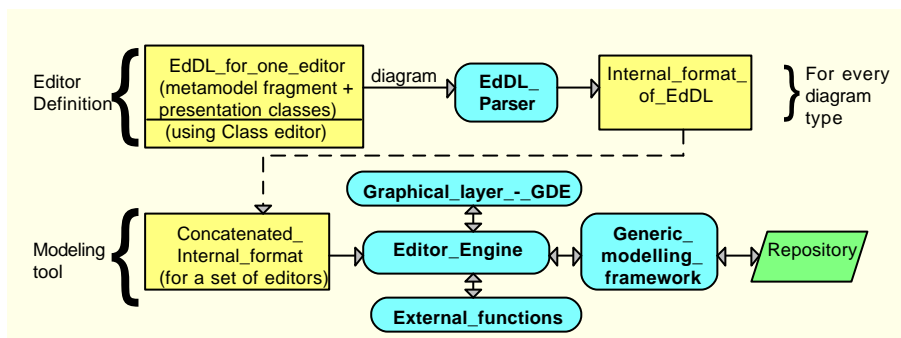 Editor
Definition
EdDL_for_one_editor
(metamodel fragment +
presentation classes)
(using Class editor)
diagram
EdDL_
Parser
Internal_format_
of_EdDL
For every
diagram
type
Modeling
tool
Concatenated_
Internal_format
(for a set of editors)
Graphical_layer_-_GDE
Editor_Engine
External_functions
Generic_
modelling_
framework
Repository